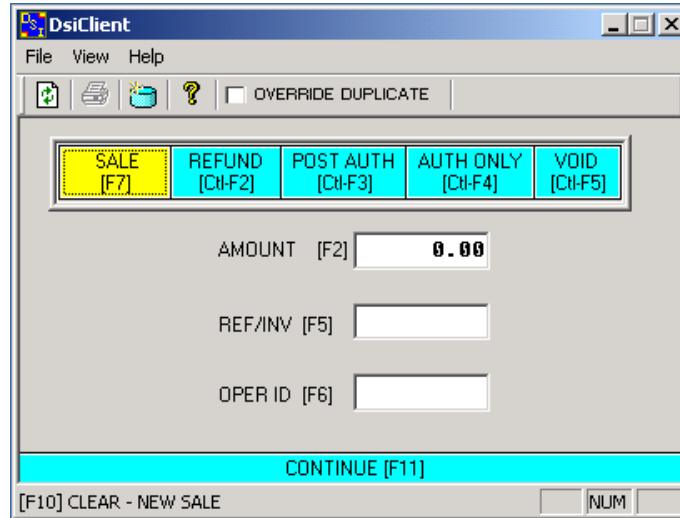 DsiClient
File View Help
OVERRIDE DUPLICATE
SALE REFUND POST AUTH AUTH ONLY VOID
[F7] [Ctl-F2] [Ctl-F3] [Ctl-F4] [Ctl-F5]
AMOUNT [F2] 0.00
REF/INV [F5]
OPER ID [F6]
CONTINUE [F11]
[F10] CLEAR - NEW SALE NUM